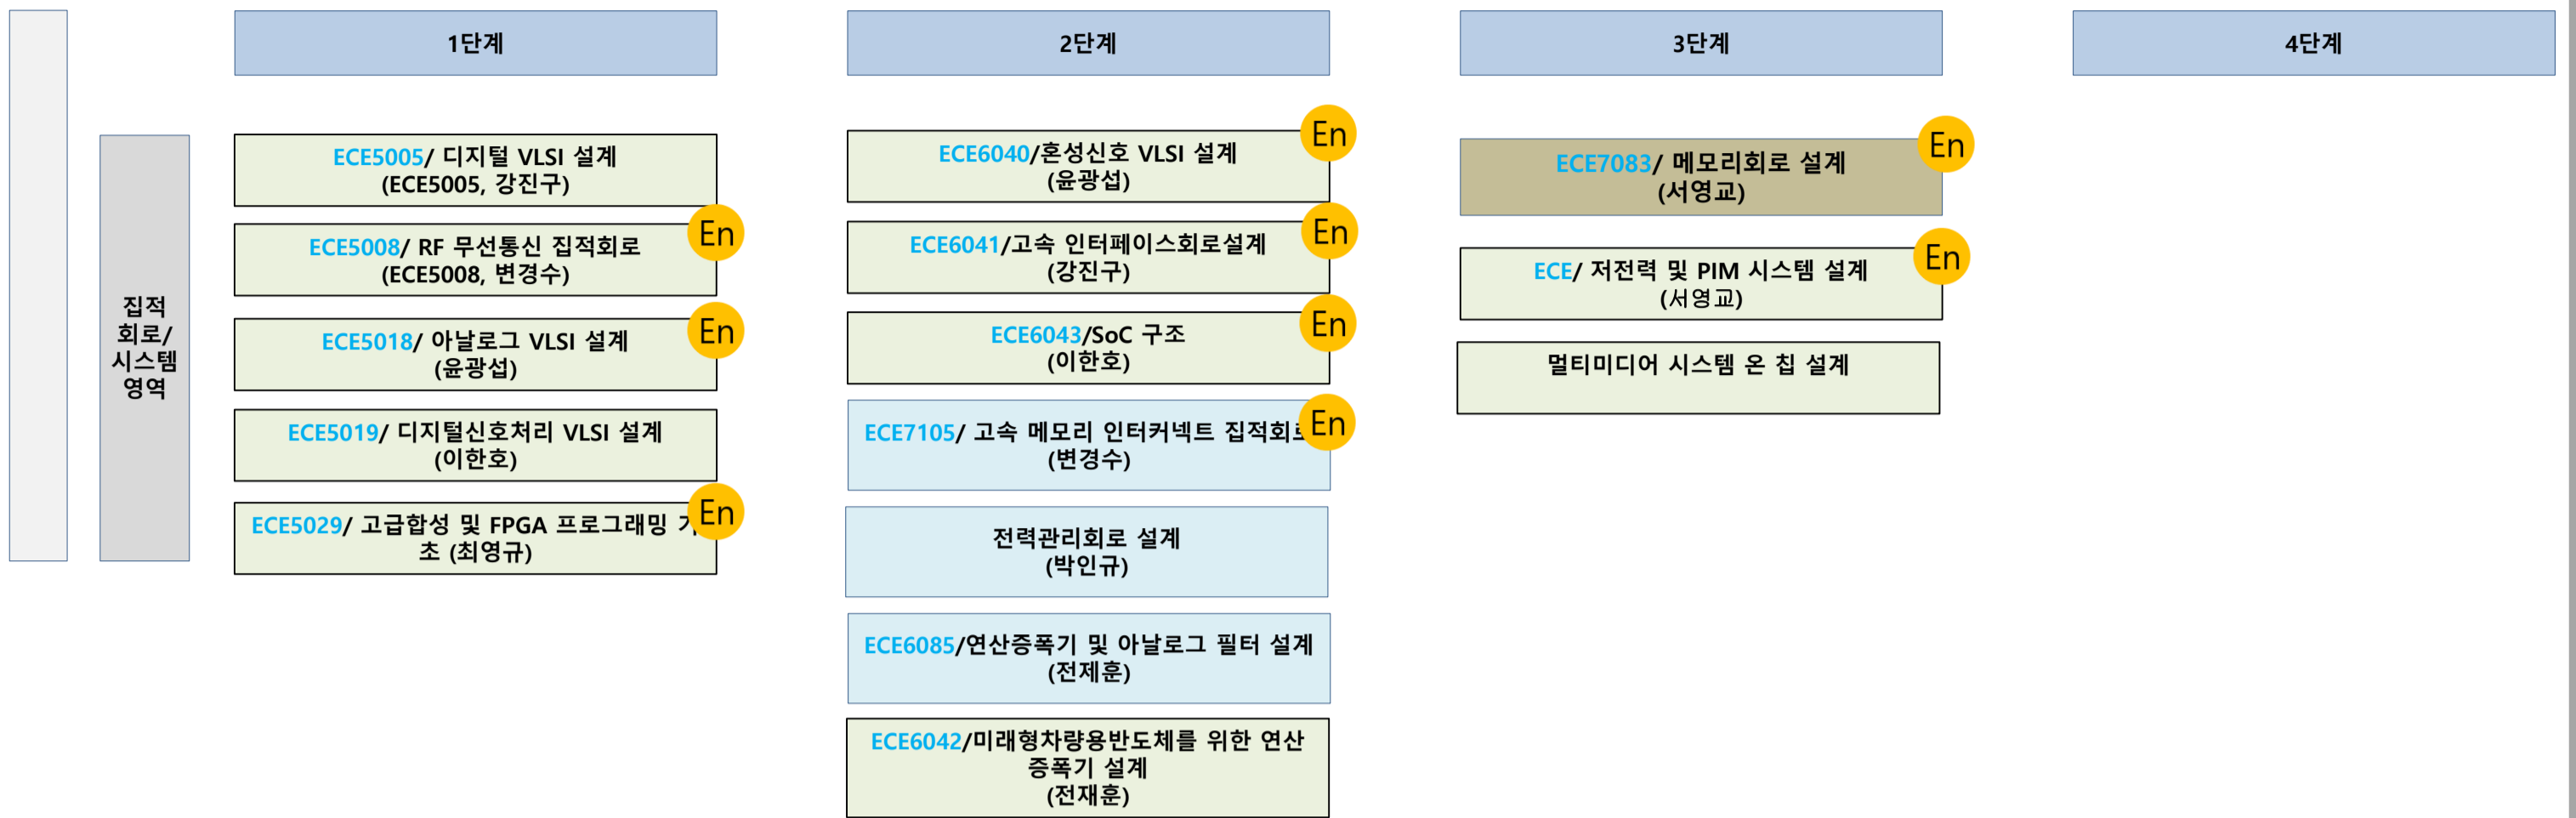 1단계
2단계
3단계
4단계
집적
회로/
시스템
영역
ECE5005/ 디지털 VLSI 설계
(ECE5005, 강진구)
En
ECE5008/ RF 무선통신 집적회로
(ECE5008, 변경수)
En
ECE5018/ 아날로그 VLSI 설계
(윤광섭)
ECE5019/ 디지털신호처리 VLSI 설계
(이한호)
En
ECE5029/ 고급합성 및 FPGA 프로그래밍
초 (최영규)
En
ECE6040/혼성신호 VLSI 설계
(윤광섭)
En
ECE6041/고속 인터페이스회로설계
(강진구)
En
ECE6043/SoC 구조
(이한호)
En
ECE7105/ 고속 메모리 인터커넥트
(변경수)
전력관리회로 설계
(박인규)
ECE6085/연산증폭기 및 아날로그 필터 설계
(전제훈)
ECE6042/미래형차량용반도체를 위한 연산
증폭기 설계
(전재훈)
En
ECE7083/ 메모리회로 설계
(서영교)
En
ECE/ 저전력 및 PIM 시스템 설계
(서영교)
멀티미디어 시스템 온 칩 설계